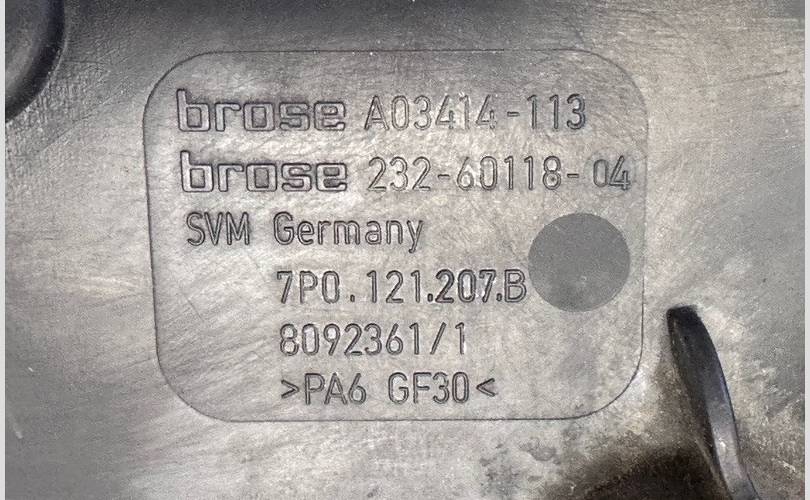 brose A03414-113
brose 232-60118-04
SVM Germany
7P0.121.207.B
8092361/1
>PA6 GF30<